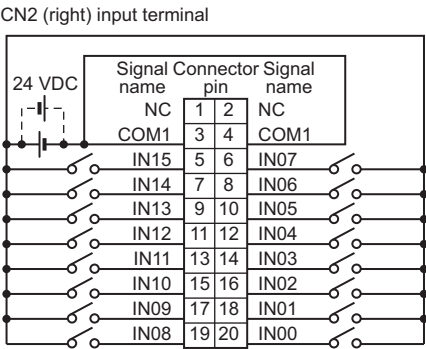 CN2 (right) input terminal
Signal Connector Signal
24 VDC name pin name
NC 1 2 NC
COM1 3 4 COM1
IN15 5 6 IN07
IN14 7 8 IN06
IN13 9 10 IN05
IN12 11 12 IN04
IN11 13 14 IN03
IN10 15 16 IN02
IN09 17 18 IN01
IN08 19 20 IN00